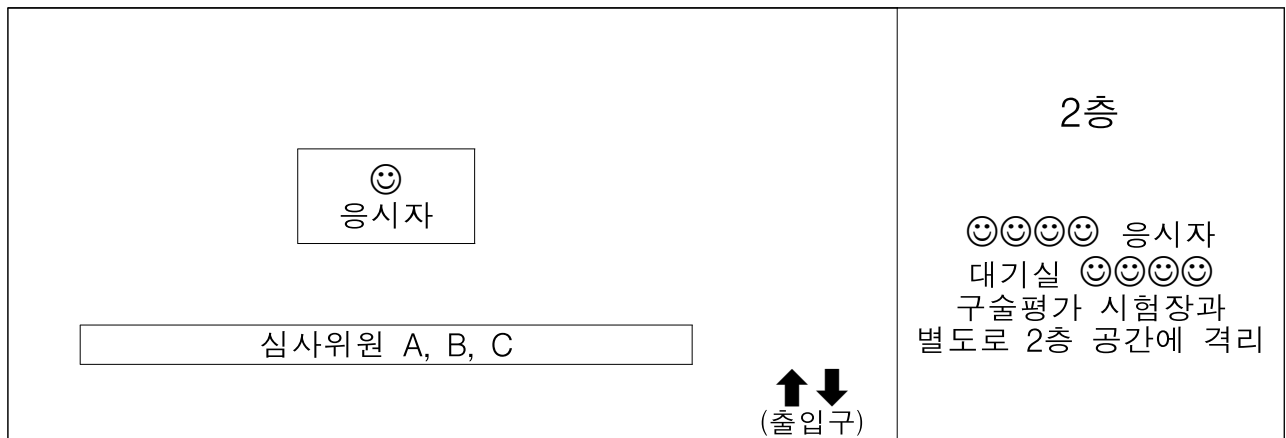 응시자
심사위원 A, B, C
(출입구)
2층
응시자
대기실
구술평가 시험장과
별도로 2층 공간에 격리